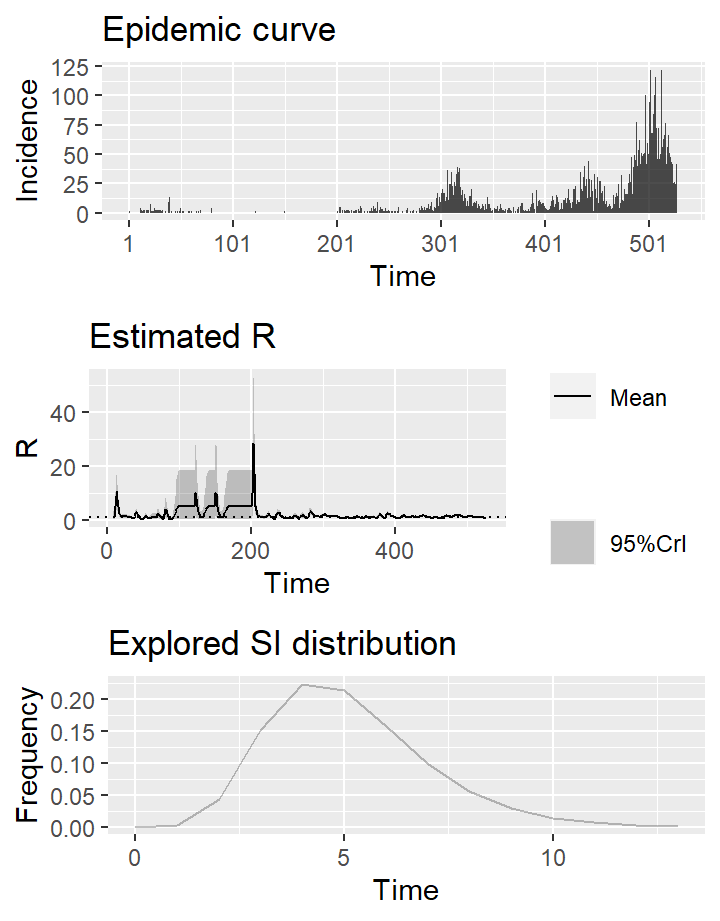 Epidemic curve
125
100
75
50
25
0
Incidence
1 101 201 301 401 501
Time
Estimated R
40
20
0
R
0 200 400
Time
Mean
95%CrI
Explored SI distribution
0.20
0.15
0.10
0.05
0.00
Frequency
0 5 10
Time